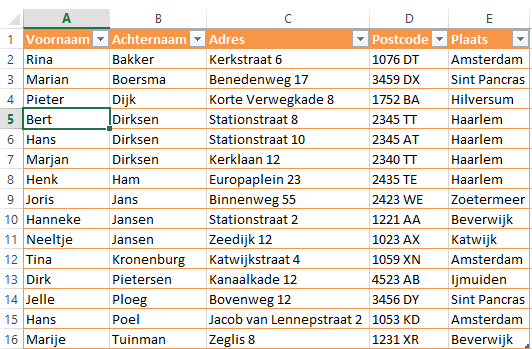 A B C D E
1 Voornaam Achternaam Adres Postcode Plaats
2 Rina Bakker Kerkstraat 6 1076 DT Amsterdam
3 Marian Boersma Benedenweg 17 3459 DX Sint Pancras
4 Pieter Dijk Korte Verwegkade 8 1752 BA Hilversum
5 Bert Dirksen Stationstraat 8 2345 TT Haarlem
6 Hans Dirksen Stationstraat 10 2345 AT Haarlem
7 Marjan Dirksen Kerklaan 12 2340 TT Haarlem
8 Henk Ham Europaplein 23 2435 TE Haarlem
9 Joris Jans Binnenweg 55 2423 WE Zoetermeer
10 Hanneke Jansen Stationstraat 2 1221 AA Beverwijk
11 Neeltje Jansen Zeedijk 12 1023 AX Katwijk
12 Tina Kronenburg Katwijkstraat 4 1059 XN Amsterdam
13 Dirk Pietersen Kanaalkade 12 4523 AB Ijmuiden
14 Jelle Ploeg Bovenweg 12 3456 DY Sint Pancras
15 Hans Poel Jacob van Lennepstraat 2 1053 KD Amsterdam
16 Marije Tuinman Zeglis 8 1231 XR Beverwijk